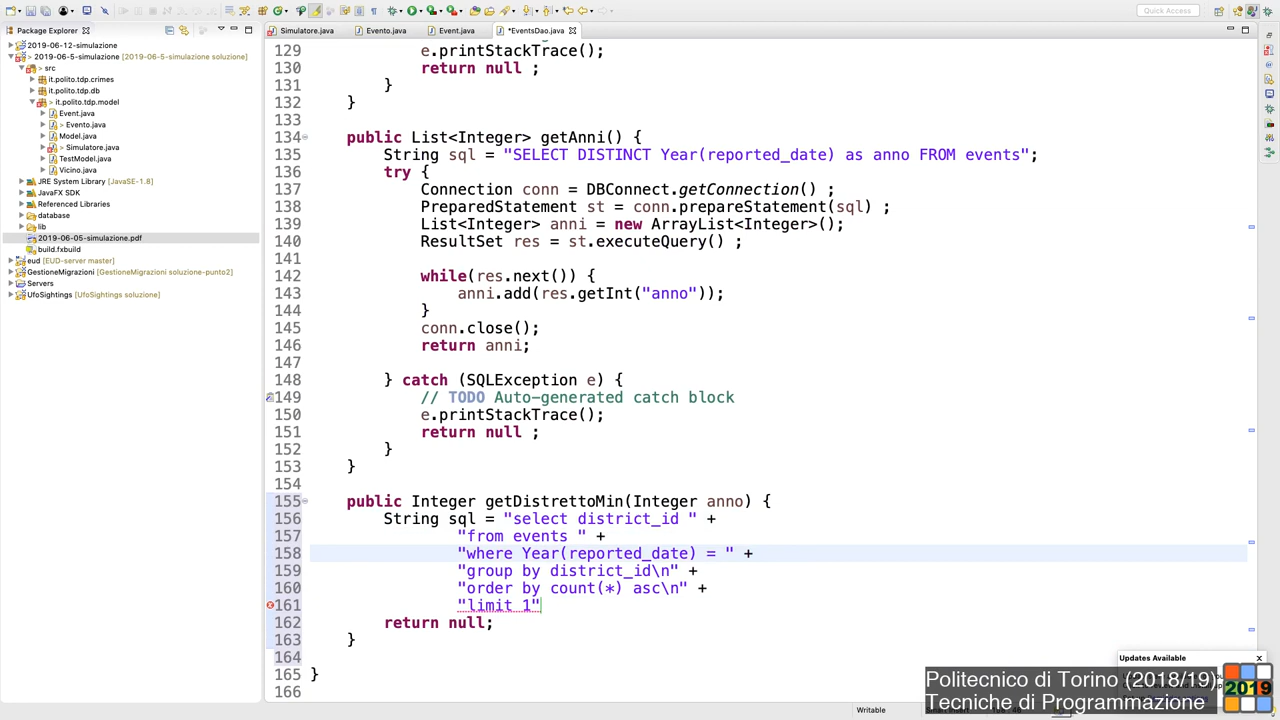 Quick Access
Package Explorer
Simulatore.java
Evento.java
Event.java
*EventsDao.java
2019-06-12-simulazione
> 2019-06-5-simulazione [2019-06-5-simulazione soluzione]
> src
it.polito.tdp.crimes
it.polito.tdp.db
> it.polito.tdp.model
Event.java
> Evento.java
Model.java
> Simulatore.java
TestModel.java
Vicino.java
JRE System Library [JavaSE-1.8]
JavaFX SDK
Referenced Libraries
database
lib
2019-06-05-simulazione.pdf
build.fxbuild
eud [EUD-server master]
GestioneMigrazioni [GestioneMigrazioni soluzione-punto2]
Servers
UfoSightings [UfoSightings soluzione]
129 e.printStackTrace();
130 return null ;
131 }
132 }
133
134 public List<Integer> getAnni() {
135 String sql = "SELECT DISTINCT Year(reported_date) as anno FROM events";
136 try {
137 Connection conn = DBConnect.getConnection() ;
138 PreparedStatement st = conn.prepareStatement(sql) ;
139 List<Integer> anni = new ArrayList<Integer>();
140 ResultSet res = st.executeQuery() ;
141
142 while(res.next()) {
143 anni.add(res.getInt("anno"));
144 }
145 conn.close();
146 return anni;
147
148 } catch (SQLException e) {
149 // TODO Auto-generated catch block
150 e.printStackTrace();
151 return null ;
152 }
153 }
154
155 public Integer getDistrettoMin(Integer anno) {
156 String sql = "select district_id " +
157 "from events " +
158 "where Year(reported_date) = " +
159 "group by district_id\n" +
160 "order by count(*) asc\n" +
161 "limit 1"
162 return null;
163 }
164
165 }
166
Updates Available
Politecnico di Torino (2018/19)
Tecniche di Programmazione
2019
Writable